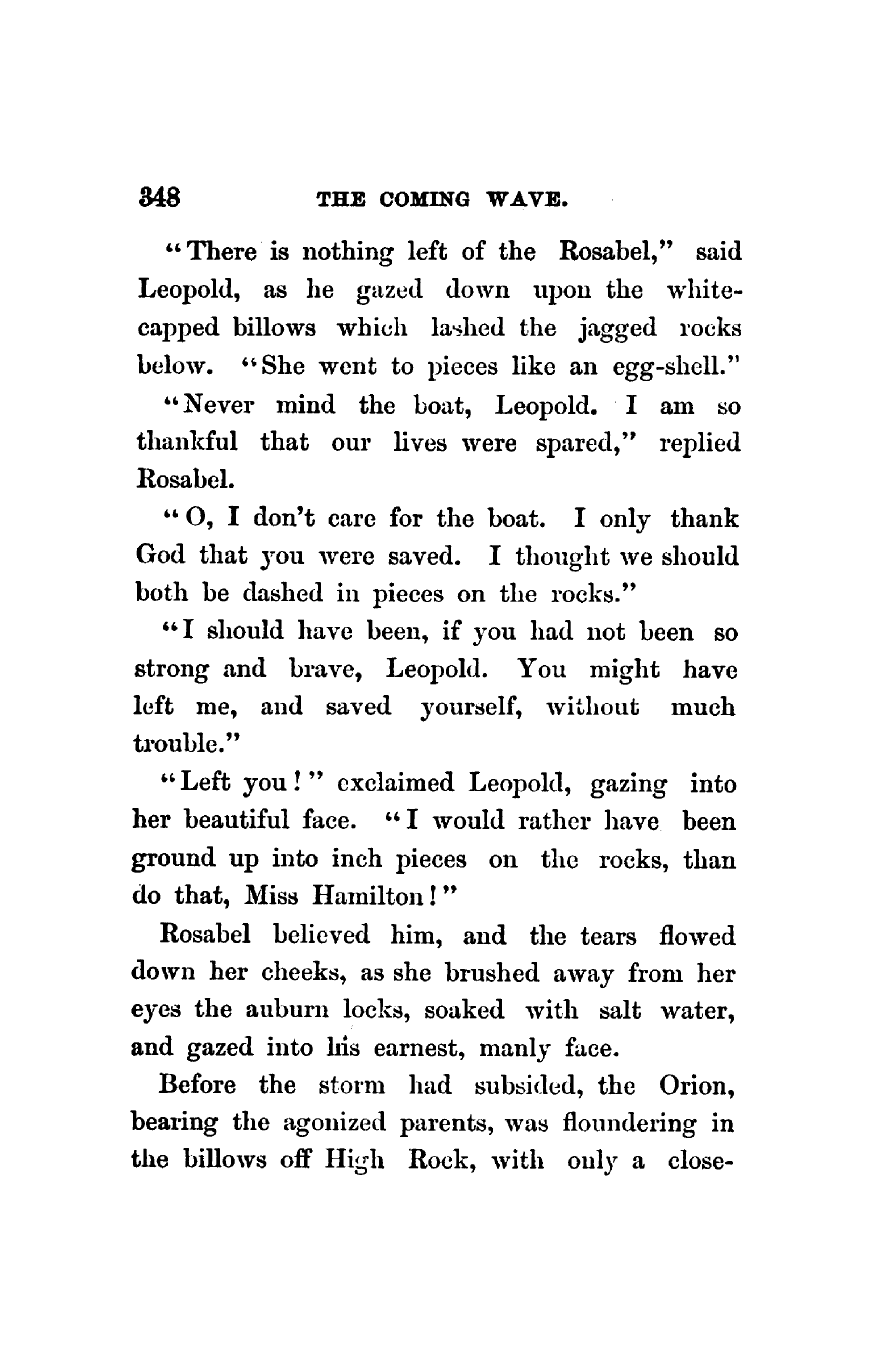 348 THE COMING WAVE.
“There is nothing left of the Rosabel,” said
Leopold, as he gazed down upon the white-
capped billows which lashed the jagged rocks
below. “She went to pieces like an egg-shell.”
“Never mind the boat, Leopold. I am so
thankful that our lives were spared,” replied
Rosabel.
“O, I don’t care for the boat. I only thank
God that you were saved. I thought we should
both be dashed in pieces on the rocks.”
“I should have been, if you had not been so
strong and brave, Leopold. You might have
left me, and saved yourself, without much
trouble.”
“Left you!” exclaimed Leopold, gazing into
her beautiful face. “I would rather have been
ground up into inch pieces on the rocks, than
do that, Miss Hamilton!”
Rosabel believed him, and the tears flowed
down her cheeks, as she brushed away from her
eyes the auburn locks, soaked with salt water,
and gazed into his earnest, manly face.
Before the storm had subsided, the Orion,
bearing the agonized parents, was floundering in
the billows off High Rock, with only a close-